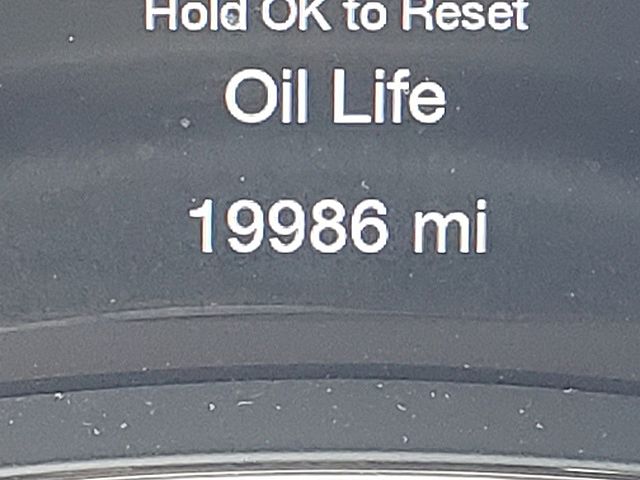 Hold OK to Reset
Oil Life
19986 mi